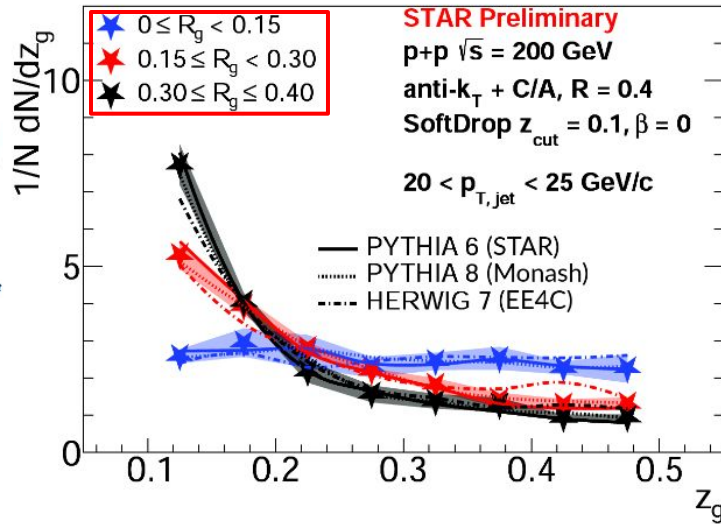 0 ≤ R_g < 0.15
0.15 ≤ R_g < 0.30
0.30 ≤ R_g ≤ 0.40
STAR Preliminary
p+p √s = 200 GeV
anti-k_T + C/A, R = 0.4
SoftDrop z_cut = 0.1, β = 0
20 < p_T, jet < 25 GeV/c
PYTHIA 6 (STAR)
PYTHIA 8 (Monash)
HERWIG 7 (EE4C)
1/N dN/dz_g
10
5
0
0.1 0.2 0.3 0.4 0.5
z_g